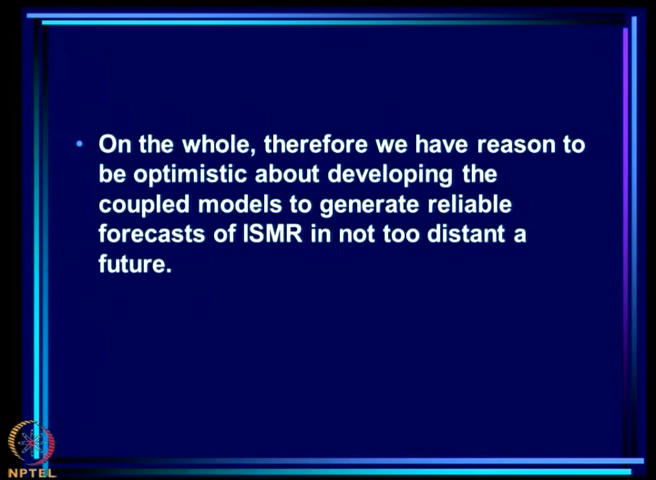 • On the whole, therefore we have reason to
be optimistic about developing the
coupled models to generate reliable
forecasts of ISMR in not too distant a
future.
NPTEL